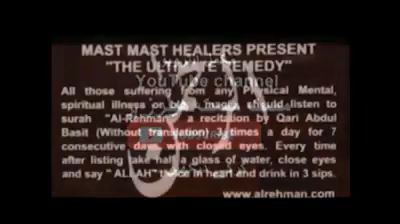 MAST MAST HEALERS PRESENT
"THE ULTIMATE REMEDY"
YouTube channel
All those suffering from any Physical Mental,
spiritual illness or black magic should listen to
surah "Al-Rehman" a recitation by Qari Abdul
Basit (Without translation) 3 times a day for 7
consecutive days with closed eyes. Every time
after listing take half a glass of water, close eyes
and say "ALLAH" twice in heart and drink in 3 sips.
www.alrehman.com